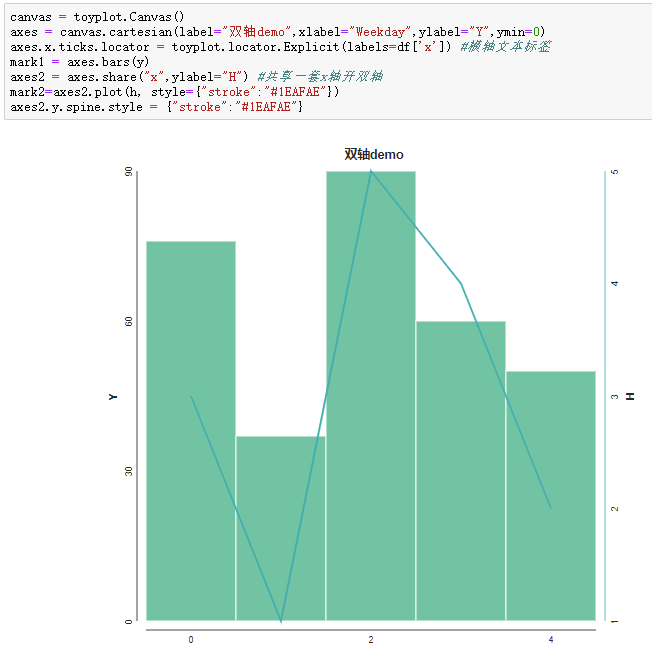 canvas = toyplot.Canvas()
axes = canvas.cartesian(label="双轴demo",xlabel="Weekday",ylabel="Y",ymin=0)
axes.x.ticks.locator = toyplot.locator.Explicit(labels=df['x']) #横轴文本标签
mark1 = axes.bars(y)
axes2 = axes.share("x",ylabel="H") #共享一套x轴开双轴
mark2=axes2.plot(h, style={"stroke":"#1EAFAE"})
axes2.y.spine.style = {"stroke":"#1EAFAE"}
双轴demo
90
60
30
0
Y
5
4
3
2
1
H
0 2 4